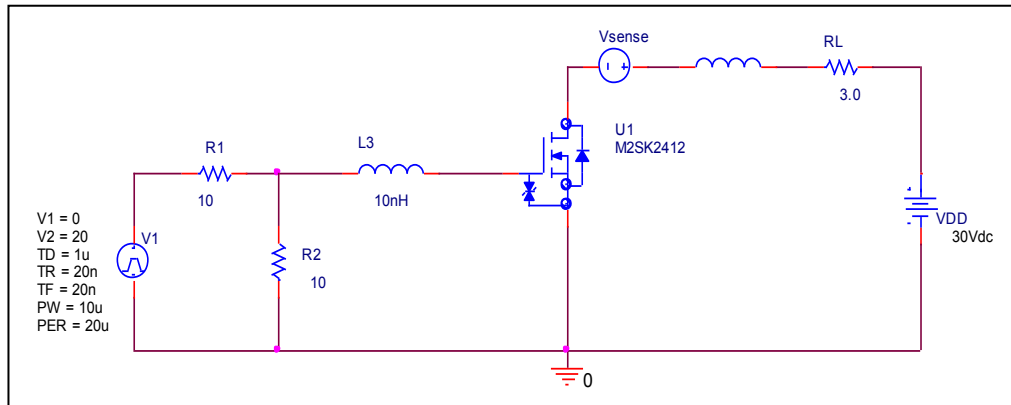 Vsense
RL
3.0
U1
M2SK2412
R1
10
L3
10nH
V1 = 0
V2 = 20
TD = 1u
TR = 20n
TF = 20n
PW = 10u
PER = 20u
V1
R2
10
VDD
30Vdc
0